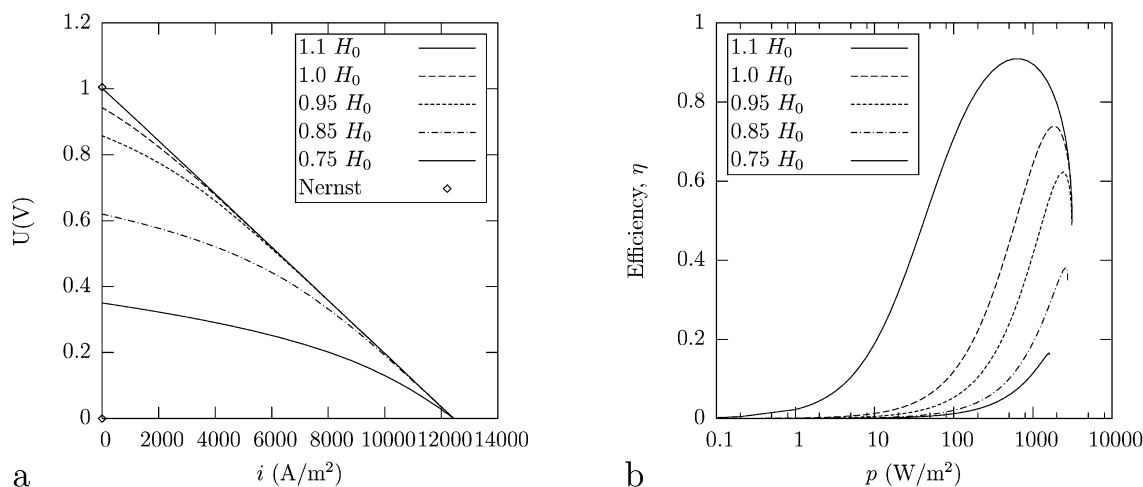 1.2
1
0.8
0.6
0.4
0.2
0
U(V)
1.1 H₀
1.0 H₀
0.95 H₀
0.85 H₀
0.75 H₀
Nernst
0 2000 4000 6000 8000 10000 12000 14000
i (A/m²)
a
1
0.8
0.6
0.4
0.2
0
Efficiency, η
1.1 H₀
1.0 H₀
0.95 H₀
0.85 H₀
0.75 H₀
0.1 1 10 100 1000 10000
p (W/m²)
b